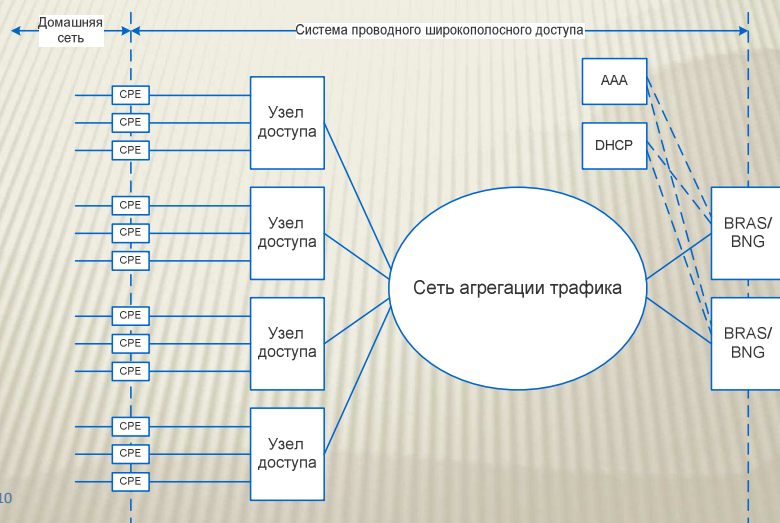 Домашняя
сеть
Система проводного широкополосного доступа
AAA
DHCP
CPE
CPE
CPE
Узел
доступа
CPE
CPE
CPE
Узел
доступа
CPE
CPE
CPE
Узел
доступа
CPE
CPE
CPE
Узел
доступа
Сеть агрегации трафика
BRAS/
BNG
BRAS/
BNG
10